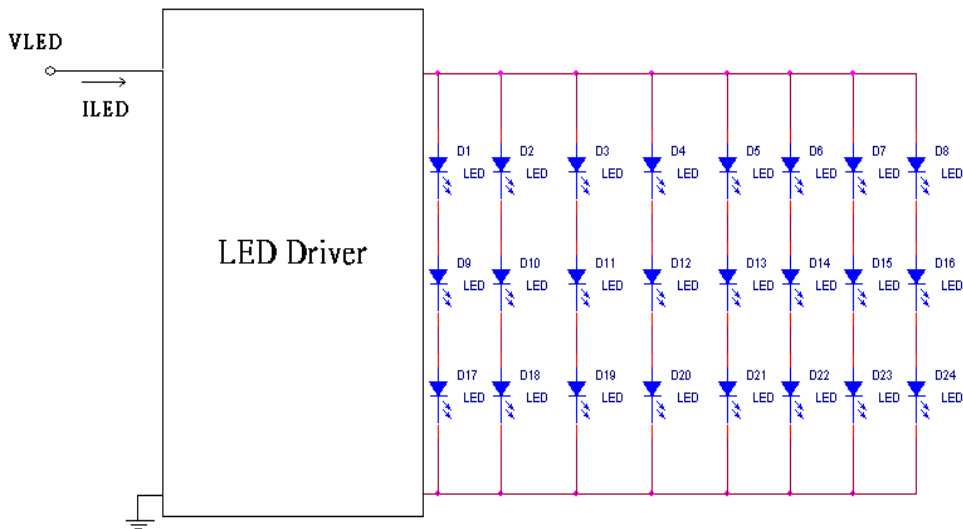 VLED
ILED
LED Driver
D1 D2 D3 D4 D5 D6 D7 D8
LED LED LED LED LED LED LED LED
D9 D10 D11 D12 D13 D14 D15 D16
LED LED LED LED LED LED LED LED
D17 D18 D19 D20 D21 D22 D23 D24
LED LED LED LED LED LED LED LED